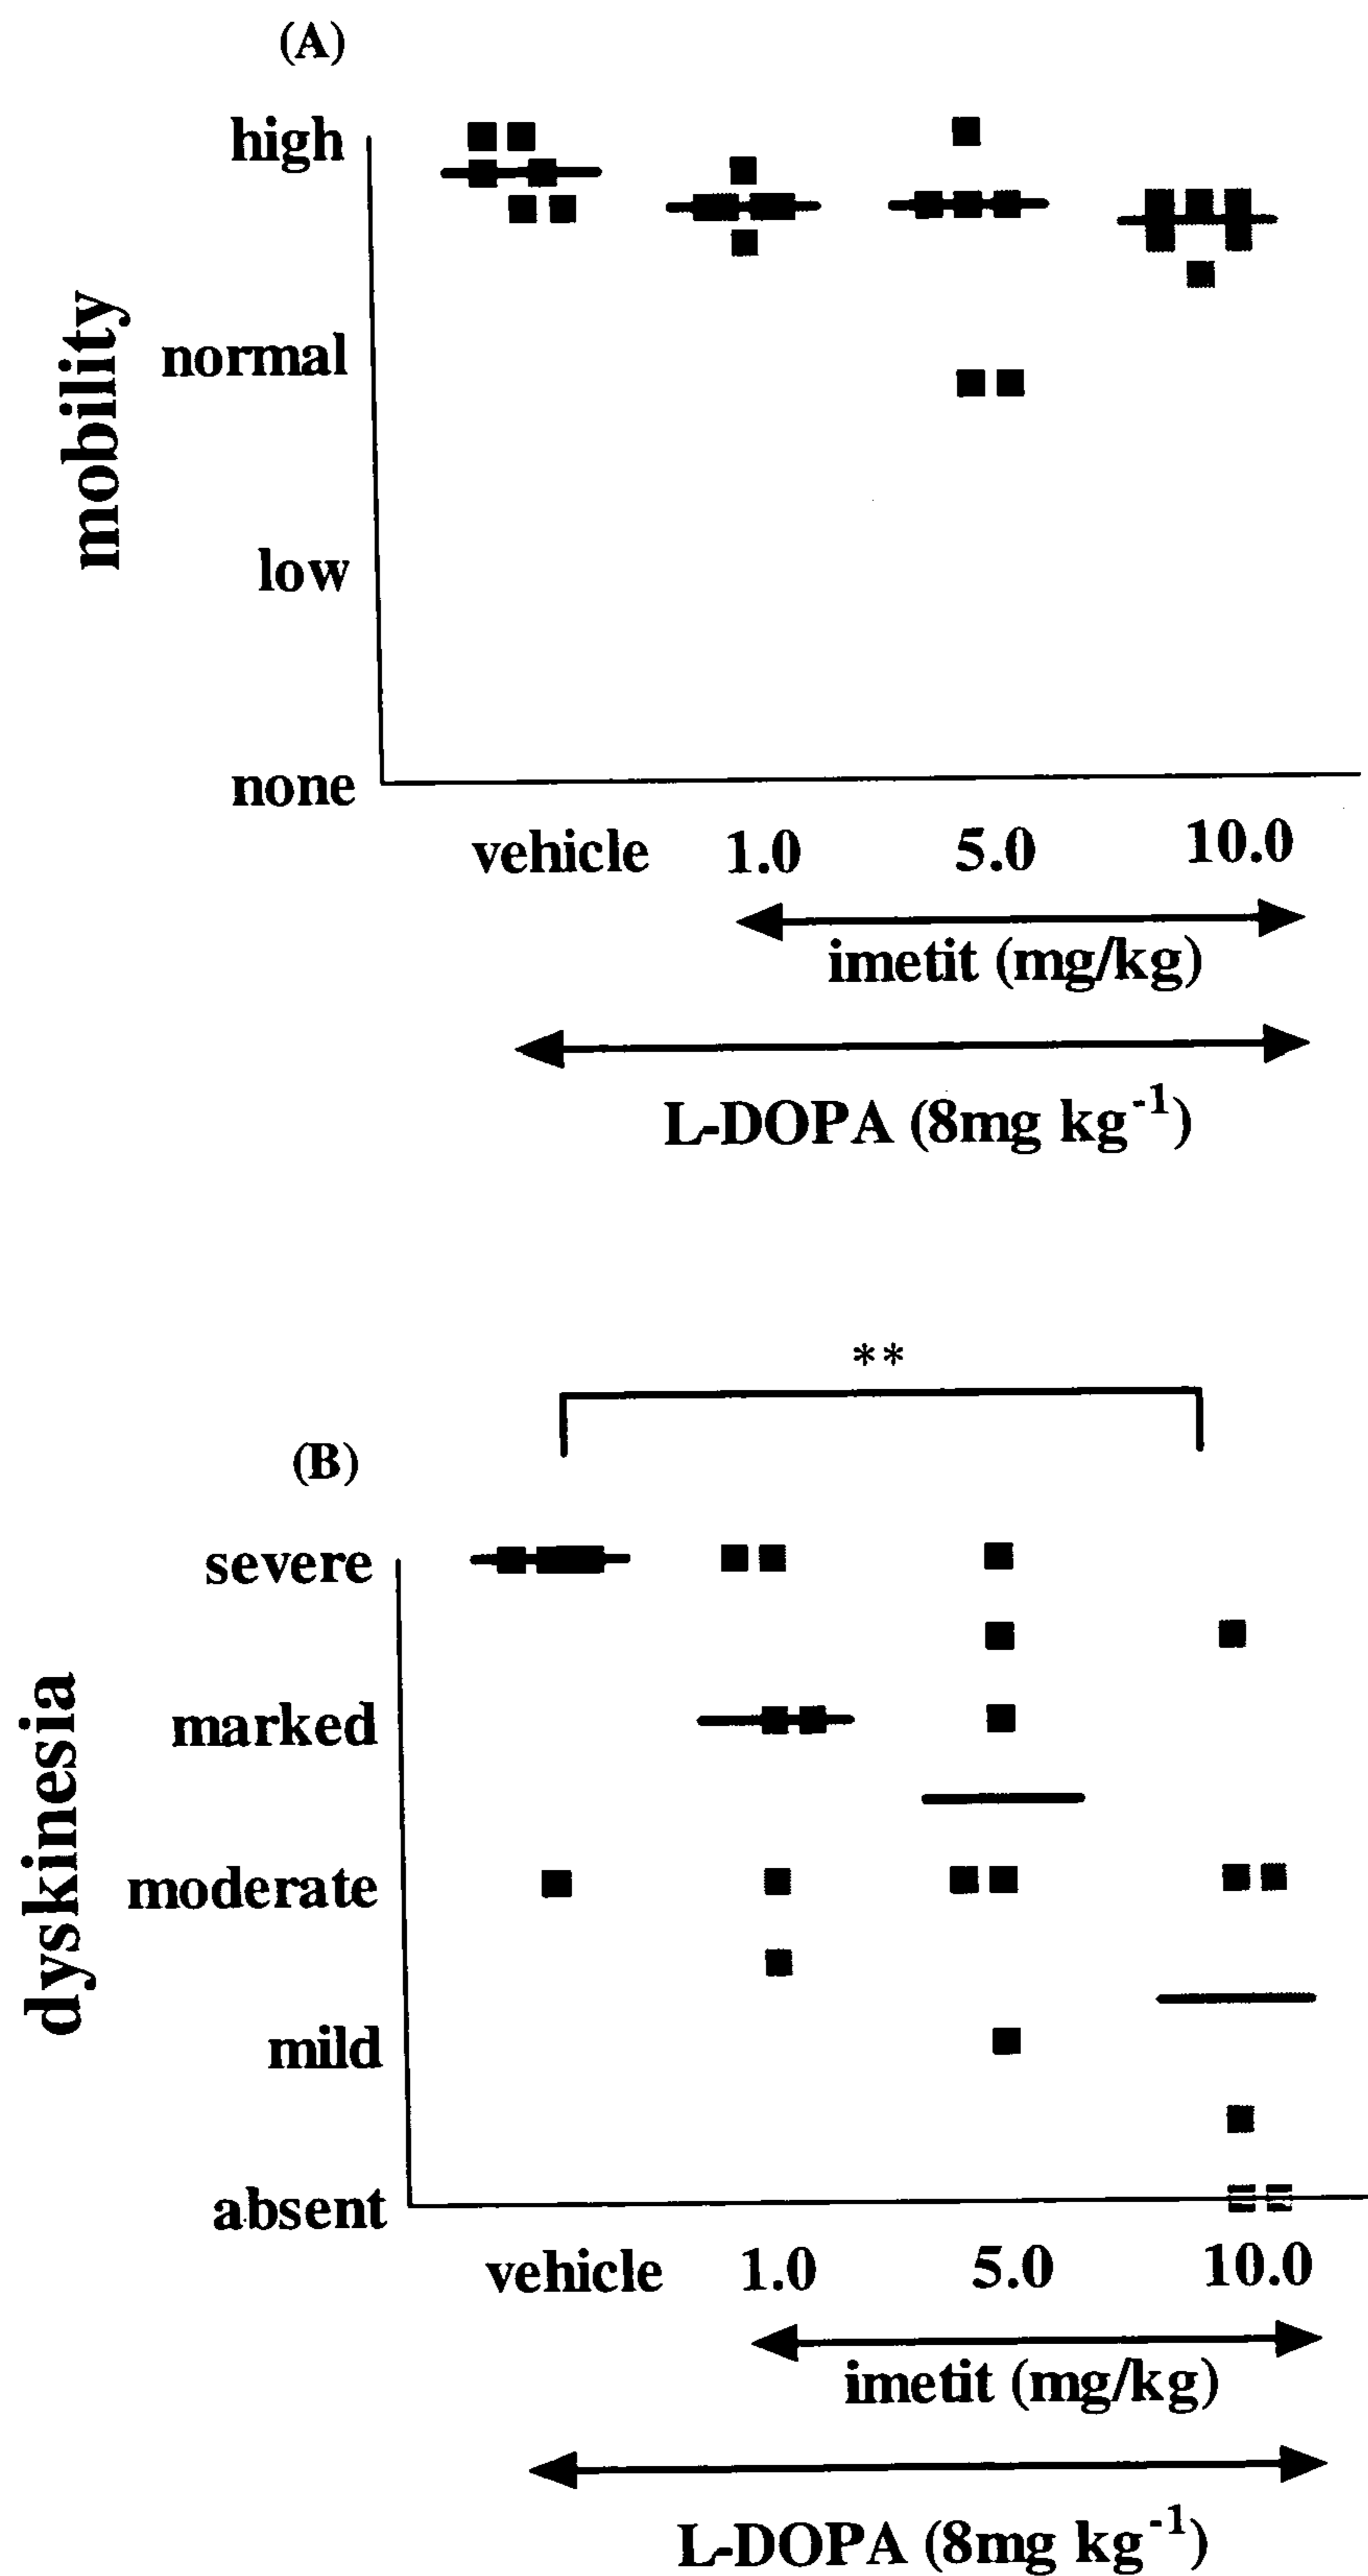 (A)
high
normal
low
none
mobility
vehicle 1.0 5.0 10.0
imetit (mg/kg)
L-DOPA (8mg kg⁻¹)
**
(B)
severe
marked
moderate
mild
absent
dyskinesia
vehicle 1.0 5.0 10.0
imetit (mg/kg)
L-DOPA (8mg kg⁻¹)